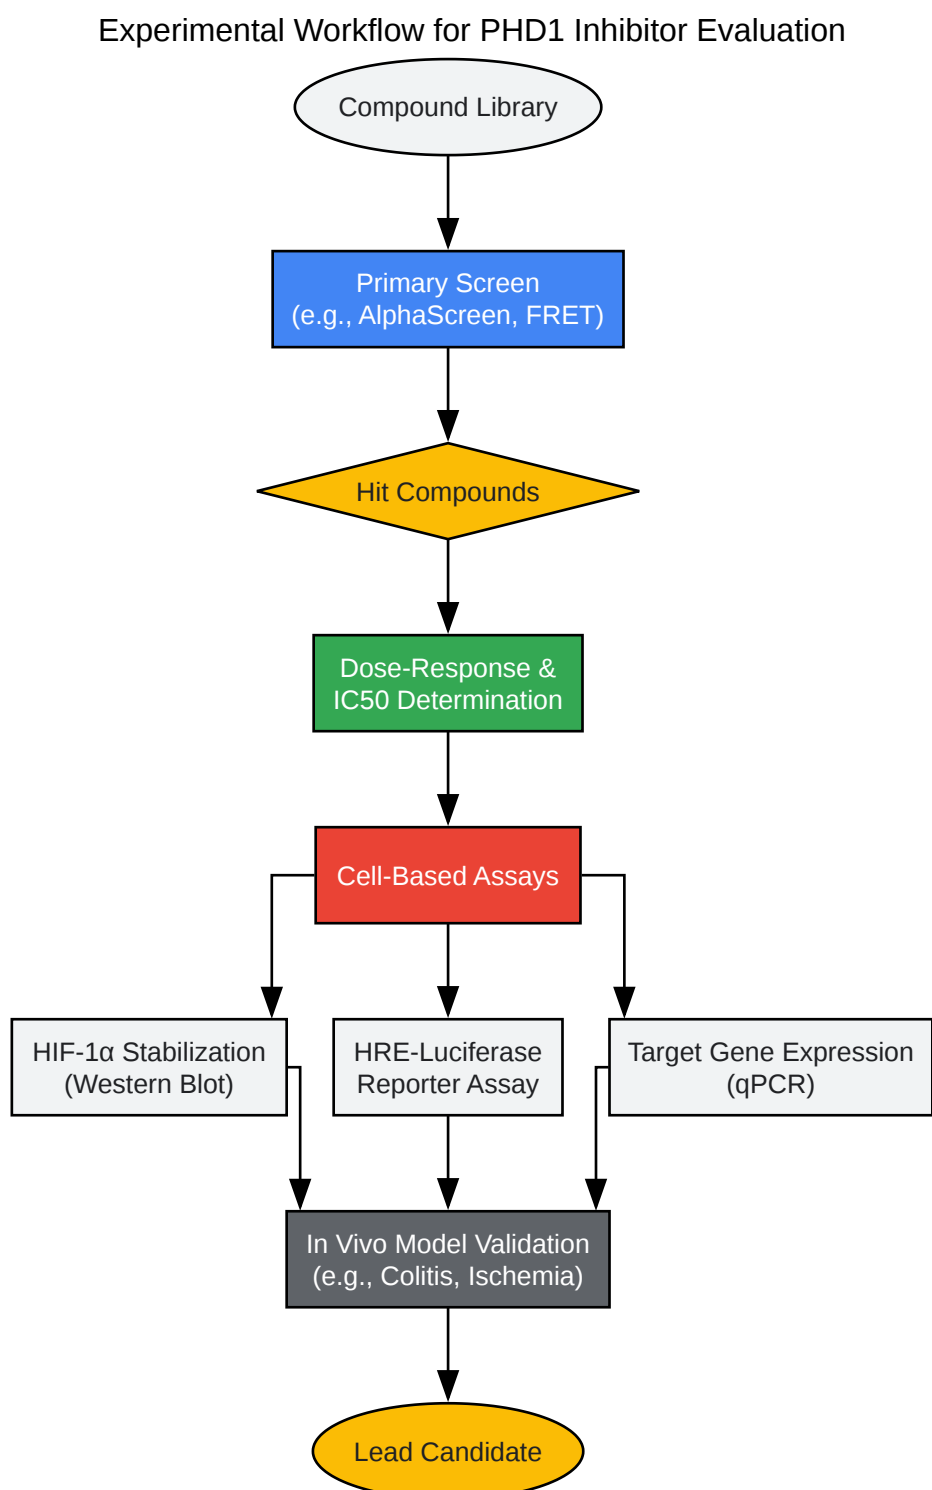 Experimental Workflow for PHD1 Inhibitor Evaluation
Compound Library
Primary Screen
(e.g., AlphaScreen, FRET)
Hit Compounds
Dose-Response &
IC50 Determination
Cell-Based Assays
HIF-1α Stabilization
(Western Blot)
HRE-Luciferase
Reporter Assay
Target Gene Expression
(qPCR)
In Vivo Model Validation
(e.g., Colitis, Ischemia)
Lead Candidate